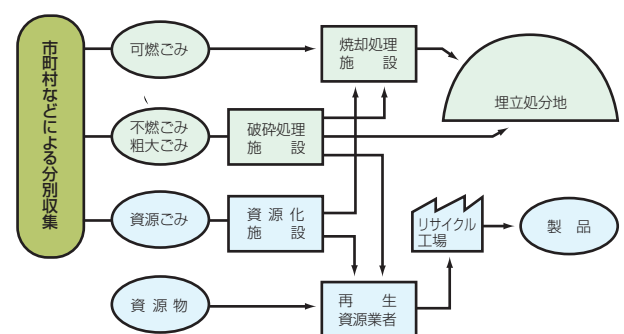 市町村などによる分別収集
可燃ごみ
焼却処理
施設
埋立処分地
不燃ごみ
粗大ごみ
破砕処理
施設
資源ごみ
資源化
施設
リサイクル
工場
製品
資源物
再生
資源業者